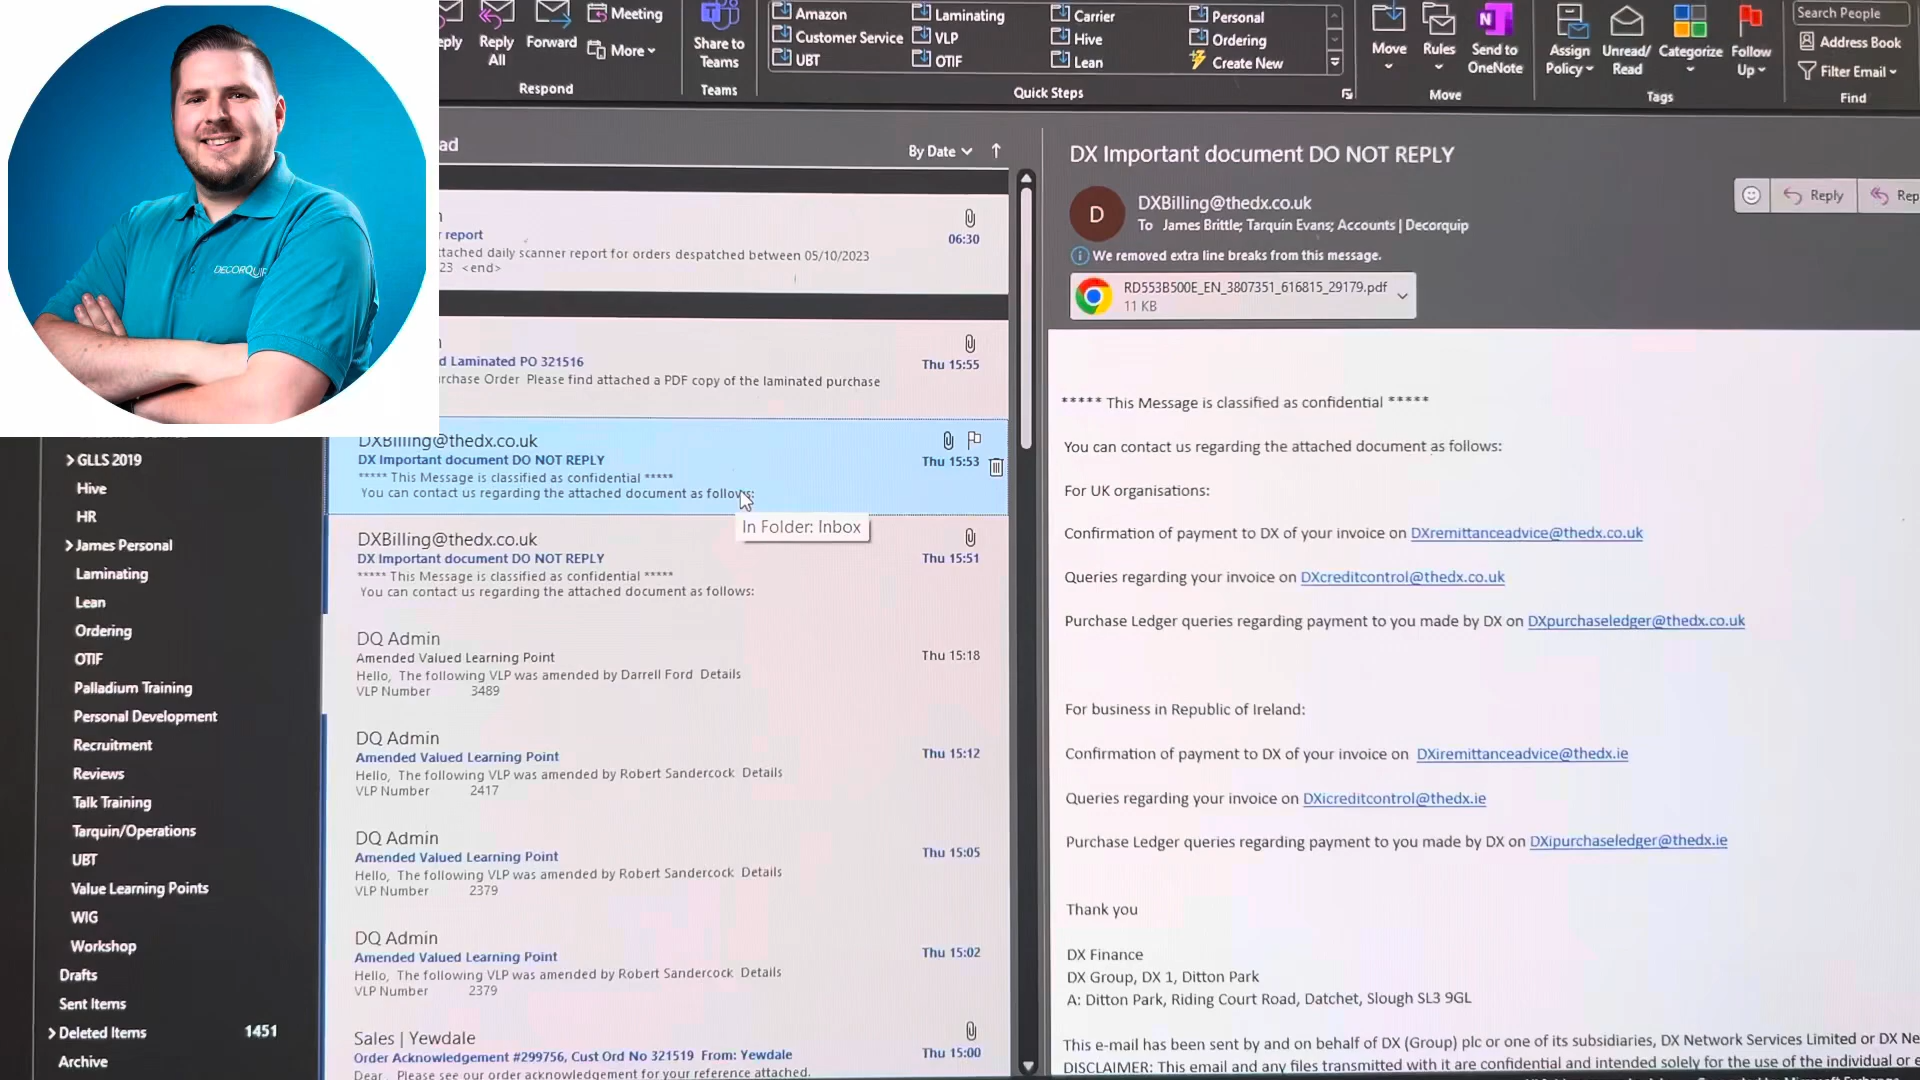 Reply
All
Forward
Meeting
More
Respond
Share to
Teams
Teams
Amazon
Customer Service
UBT
Laminating
VLP
OTIF
Carrier
Hive
Lean
Personal
Ordering
Create New
Quick Steps
Move
Rules
Send to
OneNote
Move
Assign
Policy
Unread/
Read
Categorize
Follow
Up
Tags
Search People
Address Book
Filter Email
Find
DECORQUIP
GLLS 2019
Hive
HR
James Personal
Laminating
Lean
Ordering
OTIF
Palladium Training
Personal Development
Recruitment
Reviews
Talk Training
Tarquin/Operations
UBT
Value Learning Points
WIG
Workshop
Drafts
Sent Items
Deleted Items 1451
Archive
ad
By Date
r report 06:30
ttached daily scanner report for orders despatched between 05/10/2023
23 <end>
d Laminated PO 321516 Thu 15:55
rchase Order Please find attached a PDF copy of the laminated purchase
DXBilling@thedx.co.uk
DX Important document DO NOT REPLY Thu 15:53
***** This Message is classified as confidential *****
You can contact us regarding the attached document as follows:
In Folder: Inbox
DXBilling@thedx.co.uk
DX Important document DO NOT REPLY Thu 15:51
***** This Message is classified as confidential *****
You can contact us regarding the attached document as follows:
DQ Admin
Amended Valued Learning Point Thu 15:18
Hello, The following VLP was amended by Darrell Ford Details
VLP Number 3489
DQ Admin
Amended Valued Learning Point Thu 15:12
Hello, The following VLP was amended by Robert Sandercock Details
VLP Number 2417
DQ Admin
Amended Valued Learning Point Thu 15:05
Hello, The following VLP was amended by Robert Sandercock Details
VLP Number 2379
DQ Admin
Amended Valued Learning Point Thu 15:02
Hello, The following VLP was amended by Robert Sandercock Details
VLP Number 2379
Sales | Yewdale
Order Acknowledgement #299756, Cust Ord No 321519 From: Yewdale Thu 15:00
Dear, Please see our order acknowledgement for your reference attached.
DX Important document DO NOT REPLY
D
DXBilling@thedx.co.uk
To James Brittle; Tarquin Evans; Accounts | Decorquip
Reply
Rep
We removed extra line breaks from this message.
RD553B500E_EN_3807351_616815_29179.pdf
11 KB
***** This Message is classified as confidential *****
You can contact us regarding the attached document as follows:
For UK organisations:
Confirmation of payment to DX of your invoice on DXremittanceadvice@thedx.co.uk
Queries regarding your invoice on DXcreditcontrol@thedx.co.uk
Purchase Ledger queries regarding payment to you made by DX on DXpurchaseledger@thedx.co.uk
For business in Republic of Ireland:
Confirmation of payment to DX of your invoice on DXiremittanceadvice@thedx.ie
Queries regarding your invoice on DXicreditcontrol@thedx.ie
Purchase Ledger queries regarding payment to you made by DX on DXipurchaseledger@thedx.ie
Thank you
DX Finance
DX Group, DX 1, Ditton Park
A: Ditton Park, Riding Court Road, Datchet, Slough SL3 9GL
This e-mail has been sent by and on behalf of DX (Group) plc or one of its subsidiaries, DX Network Services Limited or DX Ne
DISCLAIMER: This email and any files transmitted with it are confidential and intended solely for the use of the individual or e